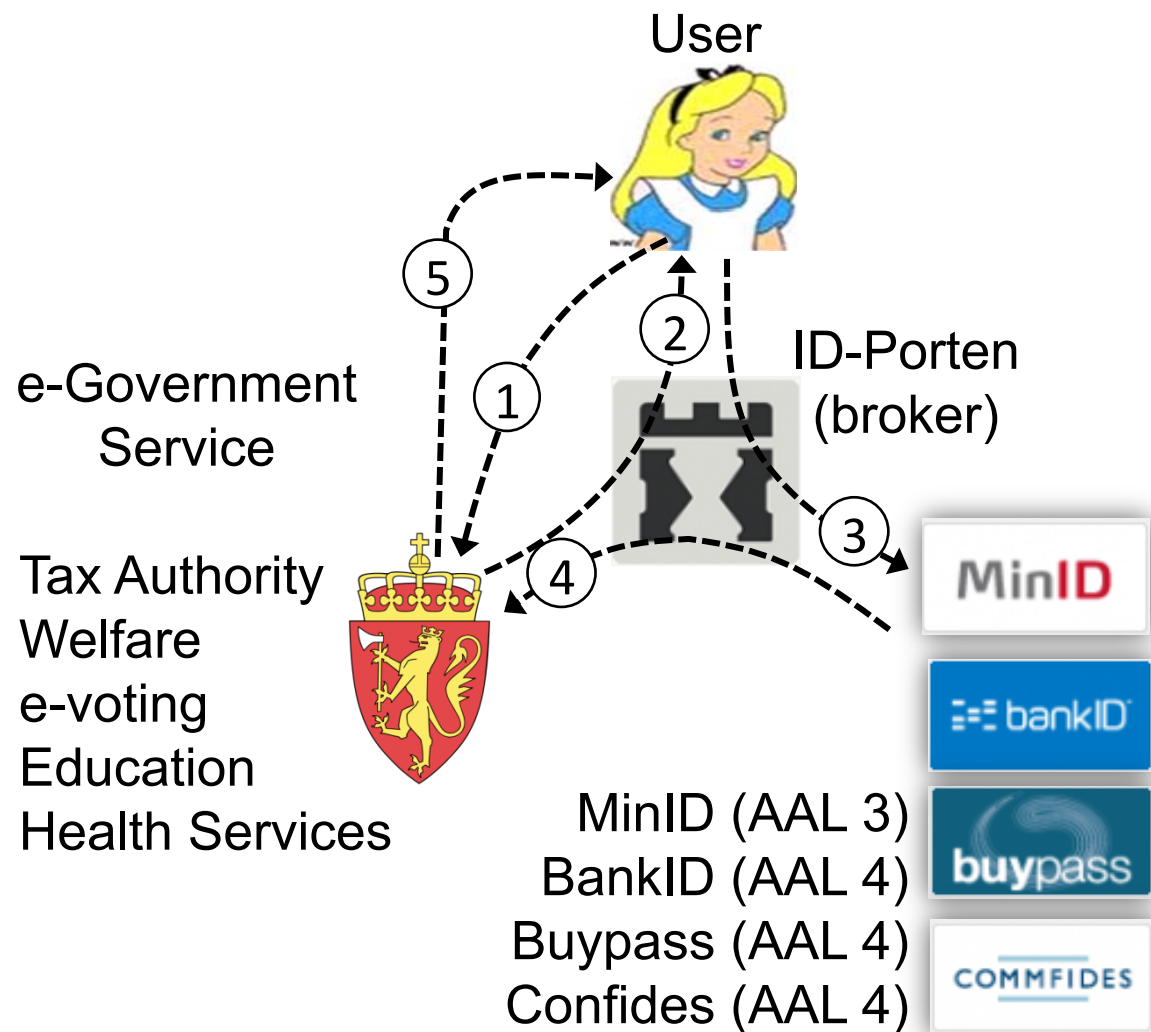 User
5
2
1
ID-Porten
(broker)
e-Government
Service
3
4
Tax Authority
Welfare
e-voting
Education
Health Services
MinID
bankID
buypass
COMMFIDES
MinID (AAL 3)
BankID (AAL 4)
Buypass (AAL 4)
Confides (AAL 4)